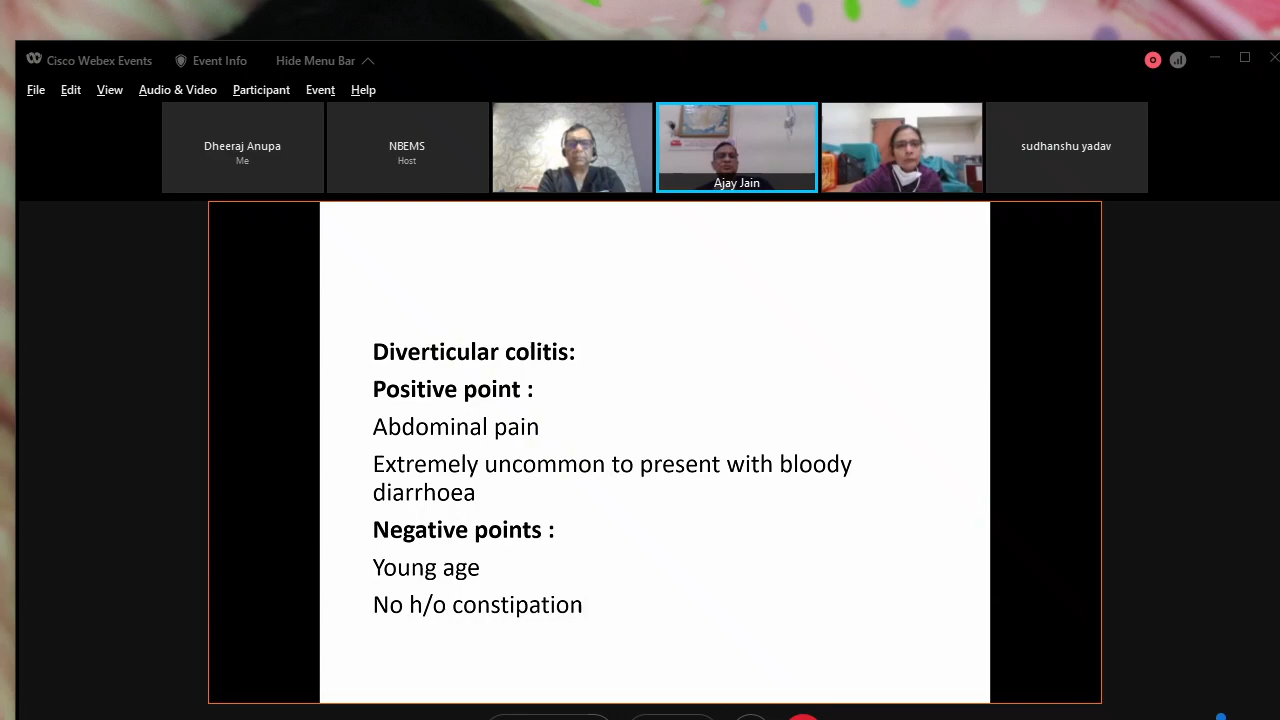 Cisco Webex Events Event Info Hide Menu Bar
File Edit View Audio & Video Participant Event Help
Dheeraj Anupa
Me
NBEMS
Host
Ajay Jain
sudhanshu yadav
Diverticular colitis:
Positive point :
Abdominal pain
Extremely uncommon to present with bloody
diarrhoea
Negative points :
Young age
No h/o constipation